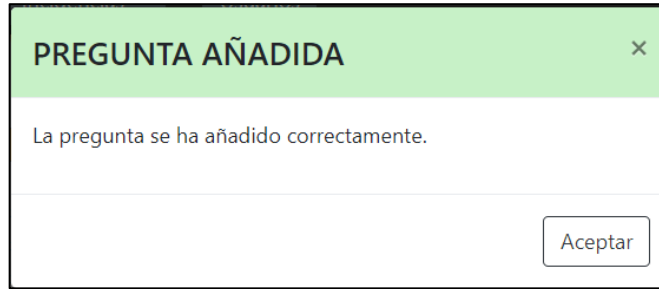 PREGUNTA AÑADIDA ×
La pregunta se ha añadido correctamente.
Aceptar